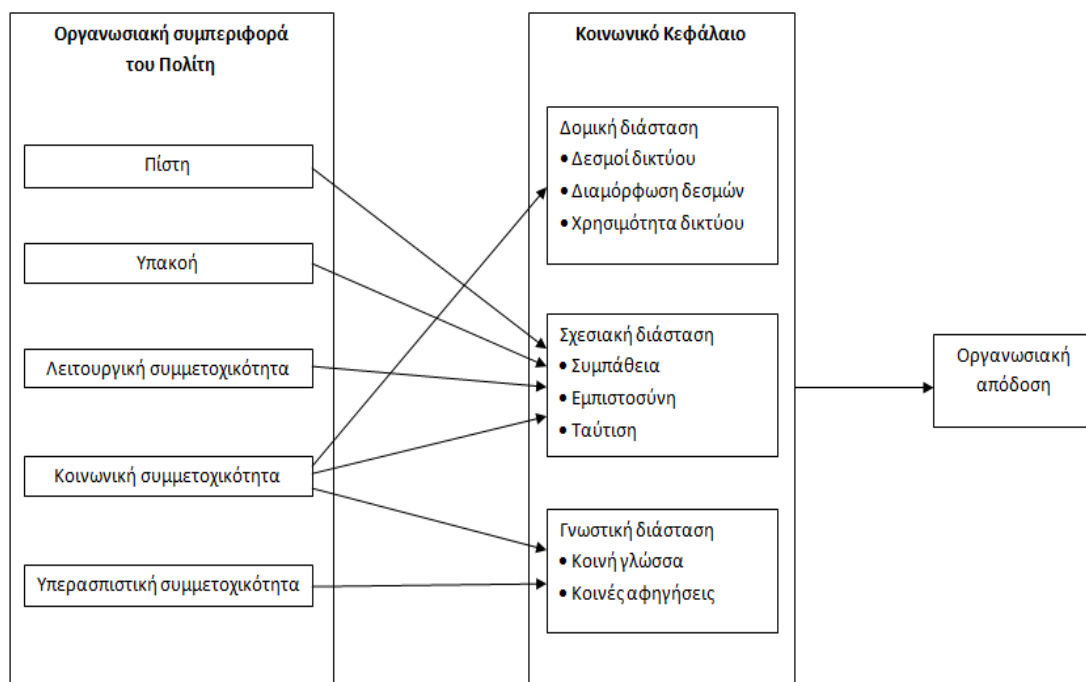 Οργανωσιακή συμπεριφορά
του Πολίτη
Πίστη
Υπακοή
Λειτουργική συμμετοχικότητα
Κοινωνική συμμετοχικότητα
Υπερασπιστική συμμετοχικότητα
Κοινωνικό Κεφάλαιο
Δομική διάσταση
• Δεσμοί δικτύου
• Διαμόρφωση δεσμών
• Χρησιμότητα δικτύου
Σχεσιακή διάσταση
• Συμπάθεια
• Εμπιστοσύνη
• Ταύτιση
Γνωστική διάσταση
• Κοινή γλώσσα
• Κοινές αφηγήσεις
Οργανωσιακή
απόδοση